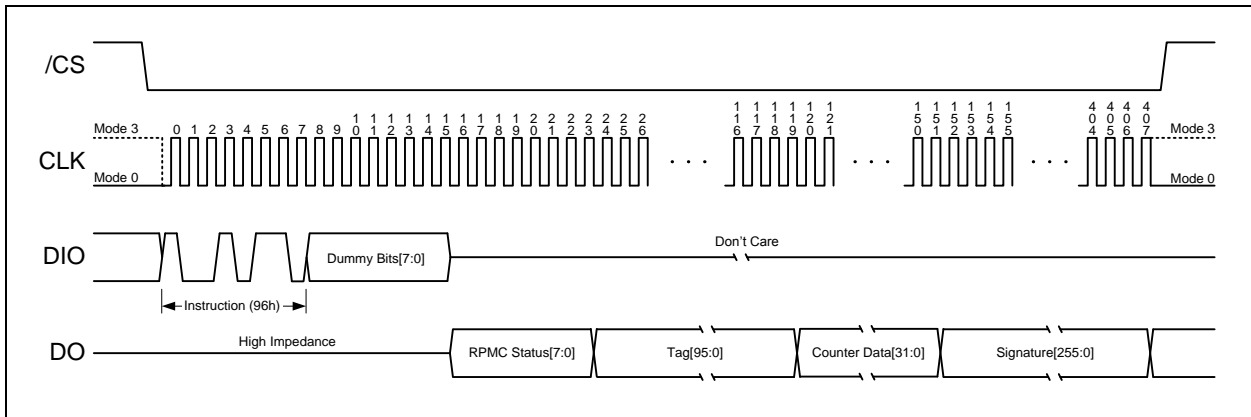 /CS
0 1 2 3 4 5 6 7 8 9 10 11 12 13 14 15 16 17 18 19 20 21 22 23 24 25 26 116 117 118 119 120 121 150 151 152 153 154 155 404 405 406 407
Mode 3
Mode 3
CLK
. . .
. . .
. . .
Mode 0
Mode 0
DIO
Dummy Bits[7:0]
Don't Care
Instruction (96h)
DO
High Impedance
RPMC Status[7:0]
Tag[95:0]
Counter Data[31:0]
Signature[255:0]